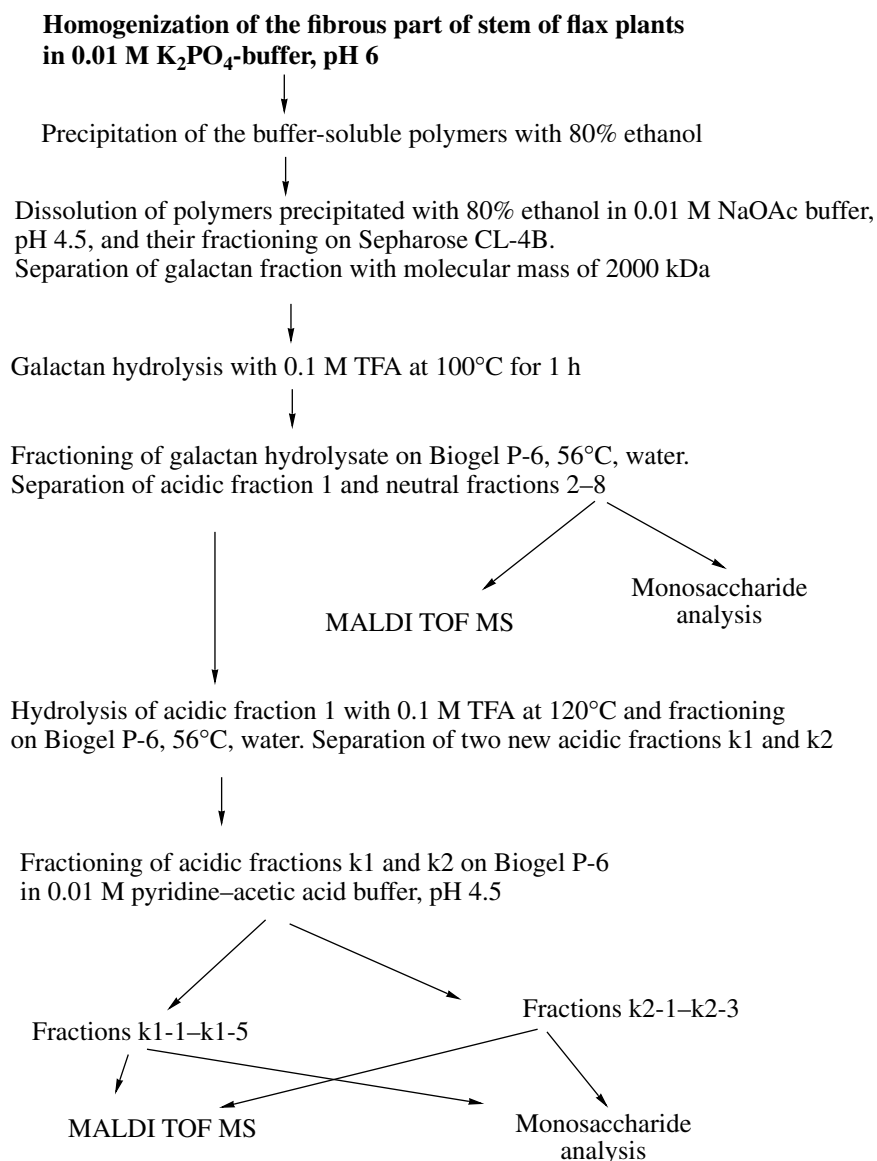 Homogenization of the fibrous part of stem of flax plants
in 0.01 M K₂PO₄-buffer, pH 6
Precipitation of the buffer-soluble polymers with 80% ethanol
Dissolution of polymers precipitated with 80% ethanol in 0.01 M NaOAc buffer,
pH 4.5, and their fractioning on Sepharose CL-4B.
Separation of galactan fraction with molecular mass of 2000 kDa
Galactan hydrolysis with 0.1 M TFA at 100°C for 1 h
Fractioning of galactan hydrolysate on Biogel P-6, 56°C, water.
Separation of acidic fraction 1 and neutral fractions 2–8
MALDI TOF MS
Monosaccharide
analysis
Hydrolysis of acidic fraction 1 with 0.1 M TFA at 120°C and fractioning
on Biogel P-6, 56°C, water. Separation of two new acidic fractions k1 and k2
Fractioning of acidic fractions k1 and k2 on Biogel P-6
in 0.01 M pyridine–acetic acid buffer, pH 4.5
Fractions k1-1–k1-5
Fractions k2-1–k2-3
MALDI TOF MS
Monosaccharide
analysis